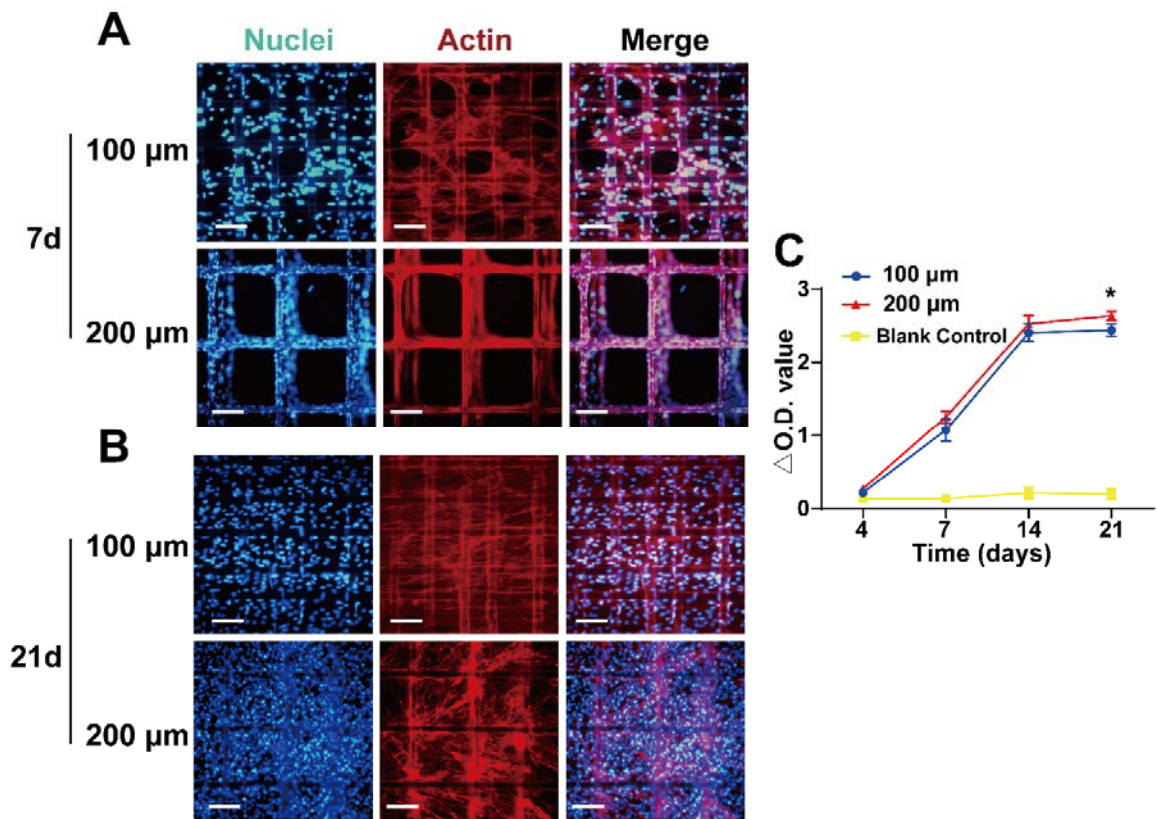 A
Nuclei Actin Merge
7d
100 μm
200 μm
B
21d
100 μm
200 μm
C
100 μm
200 μm
Blank Control
*
△O.D. value
3
2
1
0
4 7 14 21
Time (days)